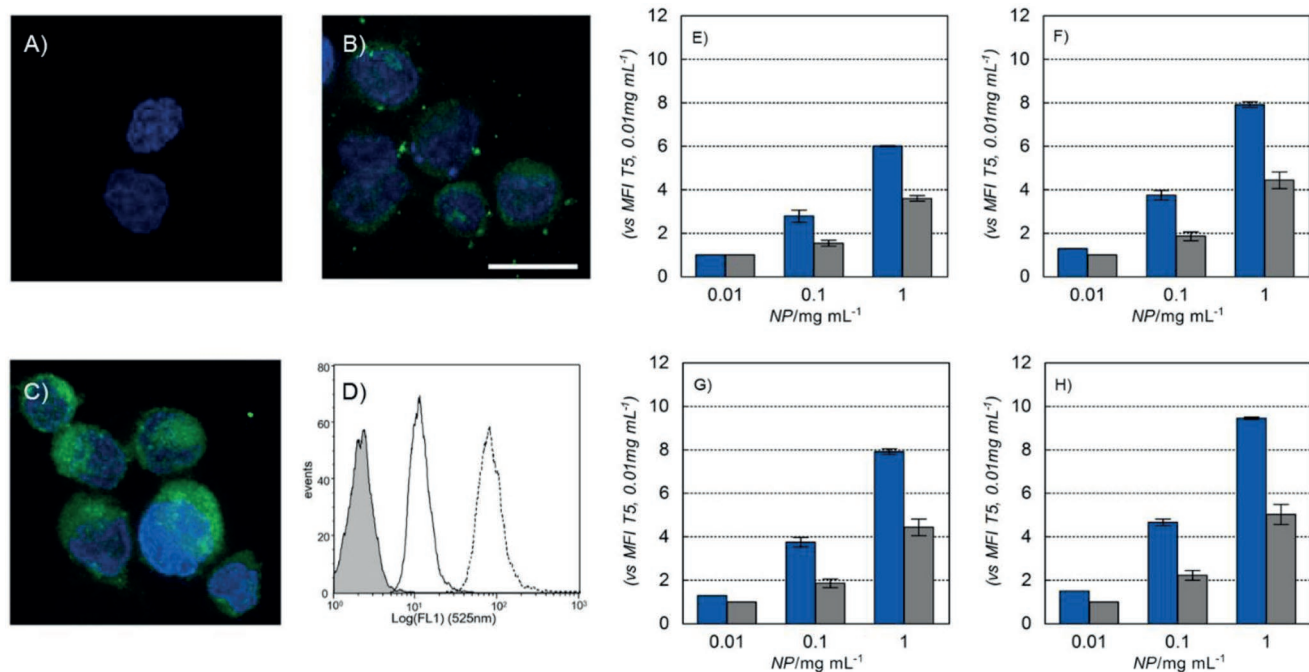 A)
B)
C)
D)
80
60
40
20
0
events
10⁰
10¹
10²
10³
Log(FL1) (525nm)
E)
12
10
8
6
4
2
0
(vs MFI T5, 0.01mg mL⁻¹)
0.01 0.1 1
NP/mg mL⁻¹
F)
12
10
8
6
4
2
0
(vs MFI T5, 0.01mg mL⁻¹)
0.01 0.1 1
NP/mg mL⁻¹
G)
12
10
8
6
4
2
0
(vs MFI T5, 0.01mg mL⁻¹)
0.01 0.1 1
NP/mg mL⁻¹
H)
12
10
8
6
4
2
0
(vs MFI T5, 0.01mg mL⁻¹)
0.01 0.1 1
NP/mg mL⁻¹